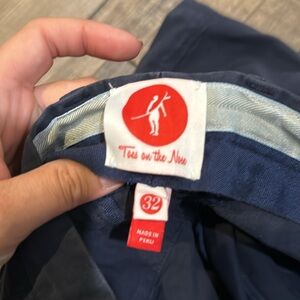 Toes on the Nose
32
MADE IN
PERU